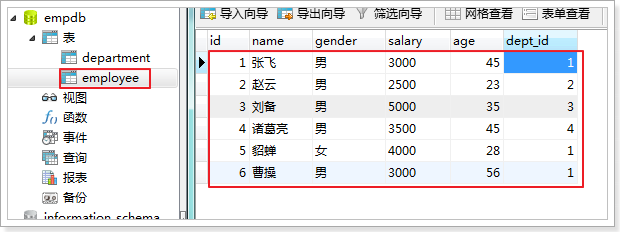 empdb
表
department
employee
视图
函数
事件
查询
报表
备份
information_schema
导入向导 导出向导 筛选向导 网格查看 表单查看
id name gender salary age dept_id
1 张飞 男 3000 45 1
2 赵云 男 2500 23 2
3 刘备 男 5000 35 3
4 诸葛亮 男 3500 45 4
5 貂蝉 女 4000 28 1
6 曹操 男 3000 56 1